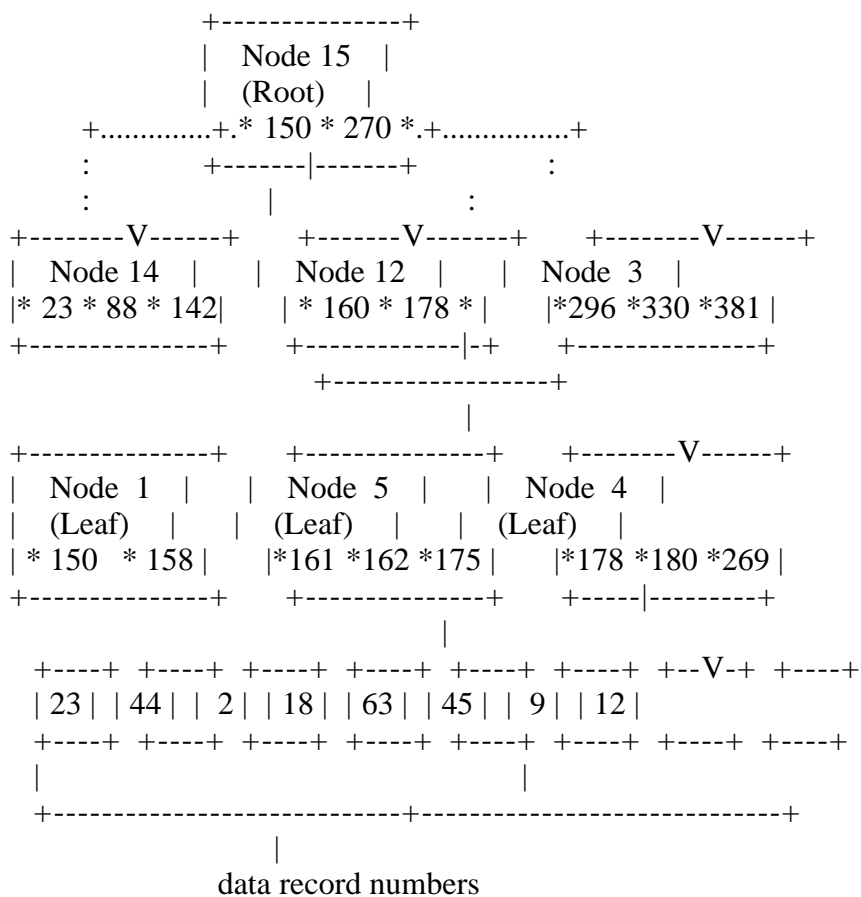 +---------------+
|   Node 15   |
|   (Root)    |
+..............+.* 150 * 270 *.+...............+
:            +-------|-------+            :
:                   |                   :
+--------V------+      +-------V-------+      +--------V------+
|   Node 14   |   |   Node 12   |   |   Node  3   |
|* 23 * 88 * 142|      | * 160 * 178 * |      |*296 *330 *381 |
+---------------+      +-------------|-+      +---------------+
+------------------+
|
+---------------+      +---------------+      +--------V------+
|   Node  1   |   |   Node  5   |   |   Node  4   |
|   (Leaf)    |   |   (Leaf)    |   |   (Leaf)    |
| * 150   * 158 |      |*161 *162 *175 |      |*178 *180 *269 |
+---------------+      +---------------+      +-----|---------+
|
+----+  +----+  +----+  +----+  +----+  +----+  +--V-+  +----+
| 23 |  | 44 |  |  2 |  | 18 |  | 63 |  | 45 |  |  9 |  | 12 |
+----+  +----+  +----+  +----+  +----+  +----+  +----+  +----+
|                                                   |
+----------------------------+----------------------------+
|
data record numbers